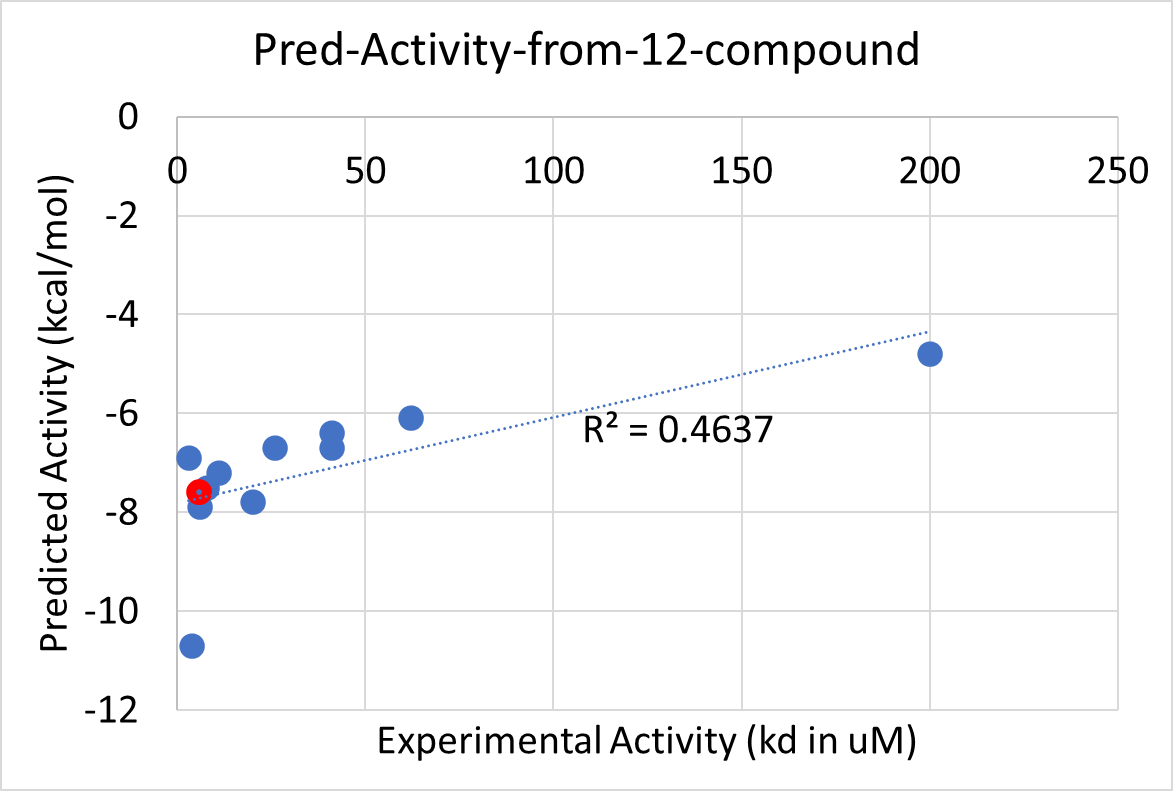 Pred-Activity-from-12-compound
0
0 50 100 150 200 250
-2
-4
-6
R² = 0.4637
-8
-10
-12
Predicted Activity (kcal/mol)
Experimental Activity (kd in uM)